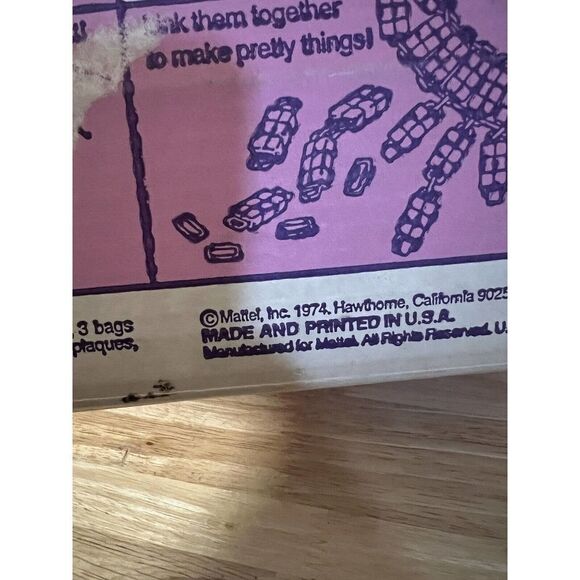 Link them together
to make pretty things!
, 3 bags
plaques,
© Mattel, Inc. 1974. Hawthorne, California 9025
MADE AND PRINTED IN U.S.A.
Manufactured for Mattel. All Rights Reserved. U.